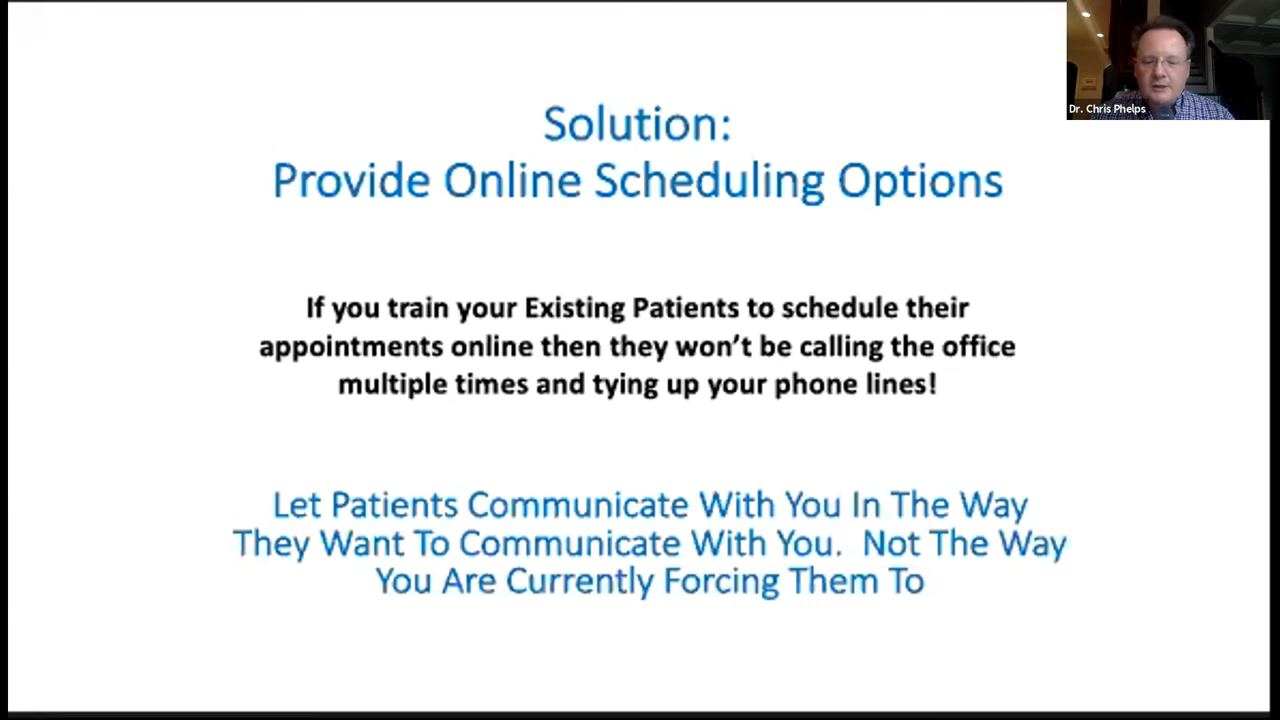 Dr. Chris Phelps
Solution:
Provide Online Scheduling Options
If you train your Existing Patients to schedule their
appointments online then they won’t be calling the office
multiple times and tying up your phone lines!
Let Patients Communicate With You In The Way
They Want To Communicate With You.  Not The Way
You Are Currently Forcing Them To